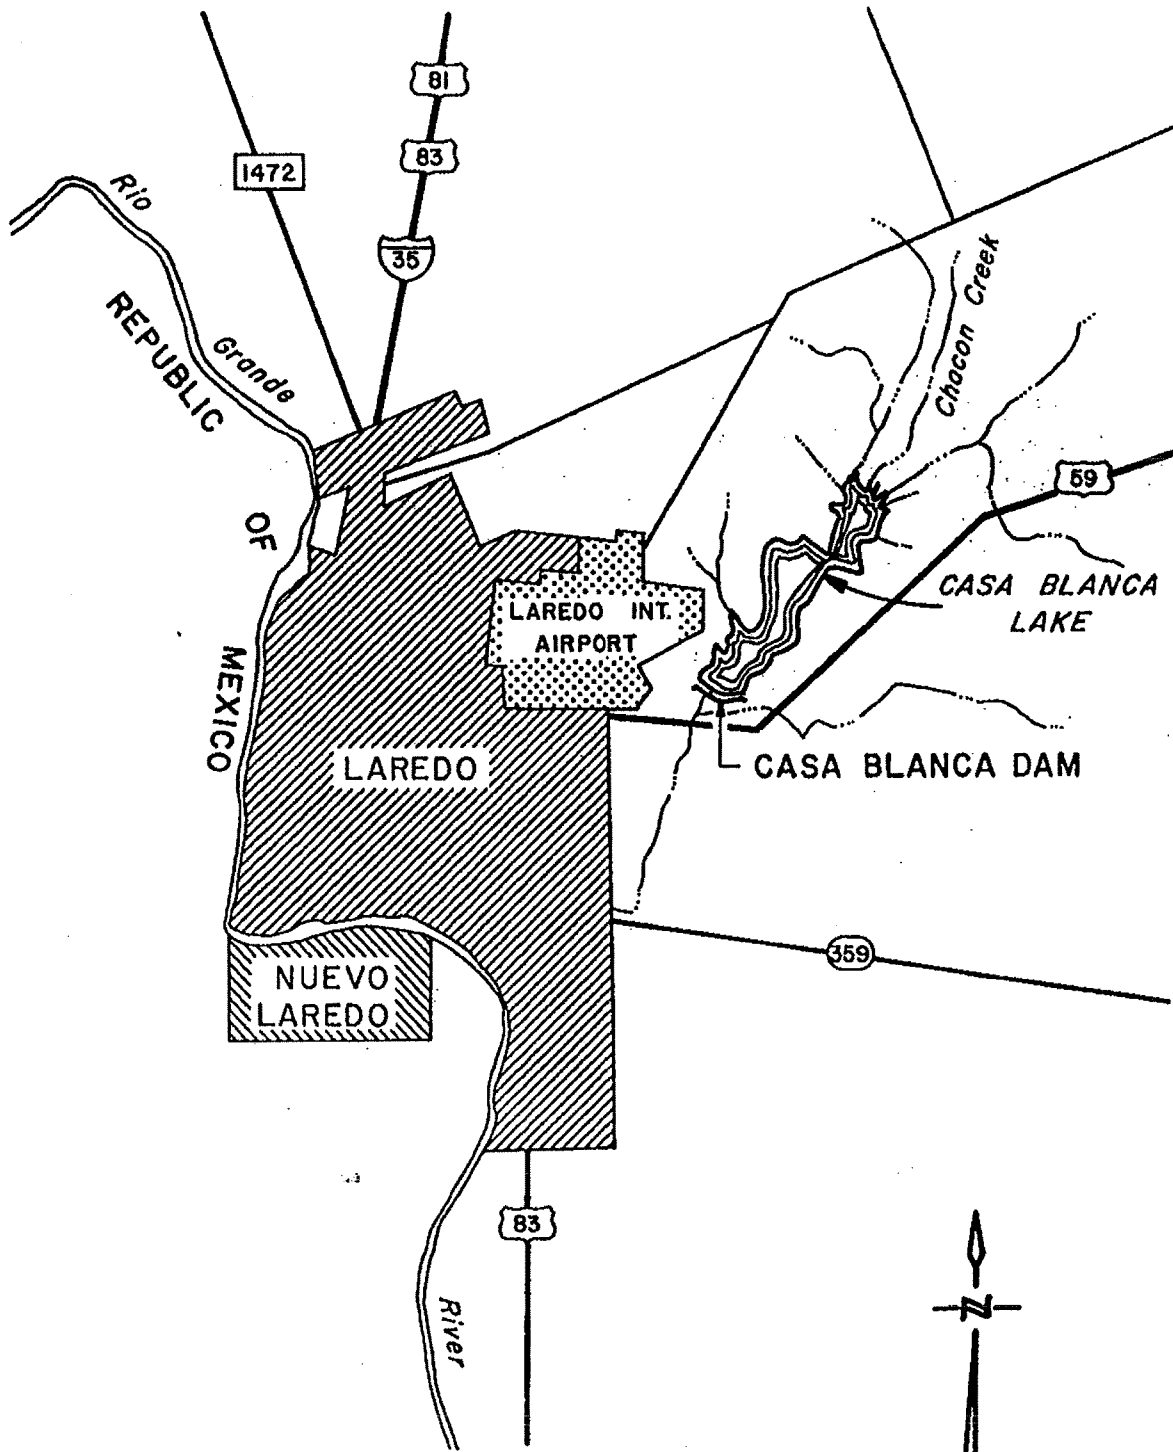 81
83
1472
35
Rio
Grande
REPUBLIC
OF
MEXICO
Chacon Creek
59
CASA BLANCA
LAKE
LAREDO INT.
AIRPORT
LAREDO
CASA BLANCA DAM
359
NUEVO
LAREDO
83
River
N